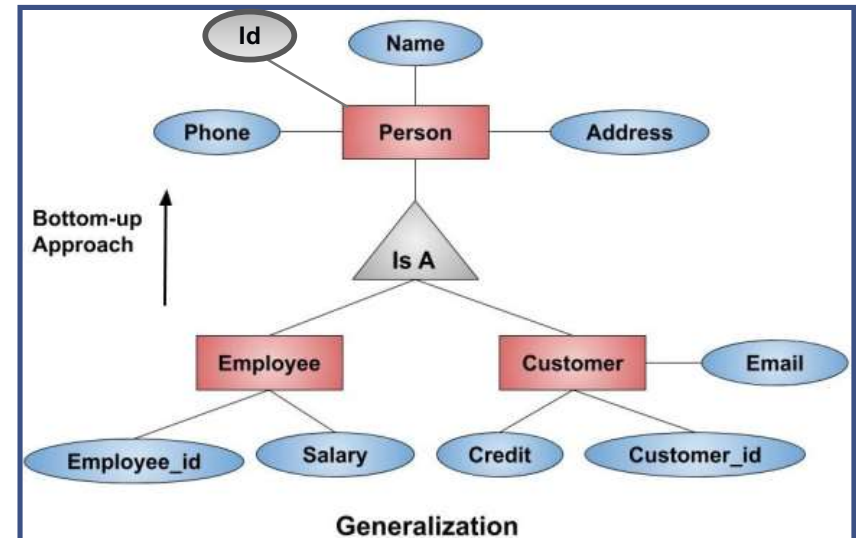 Id
Name
Phone
Person
Address
Bottom-up
Approach
Is A
Employee
Customer
Email
Employee_id
Salary
Credit
Customer_id
Generalization